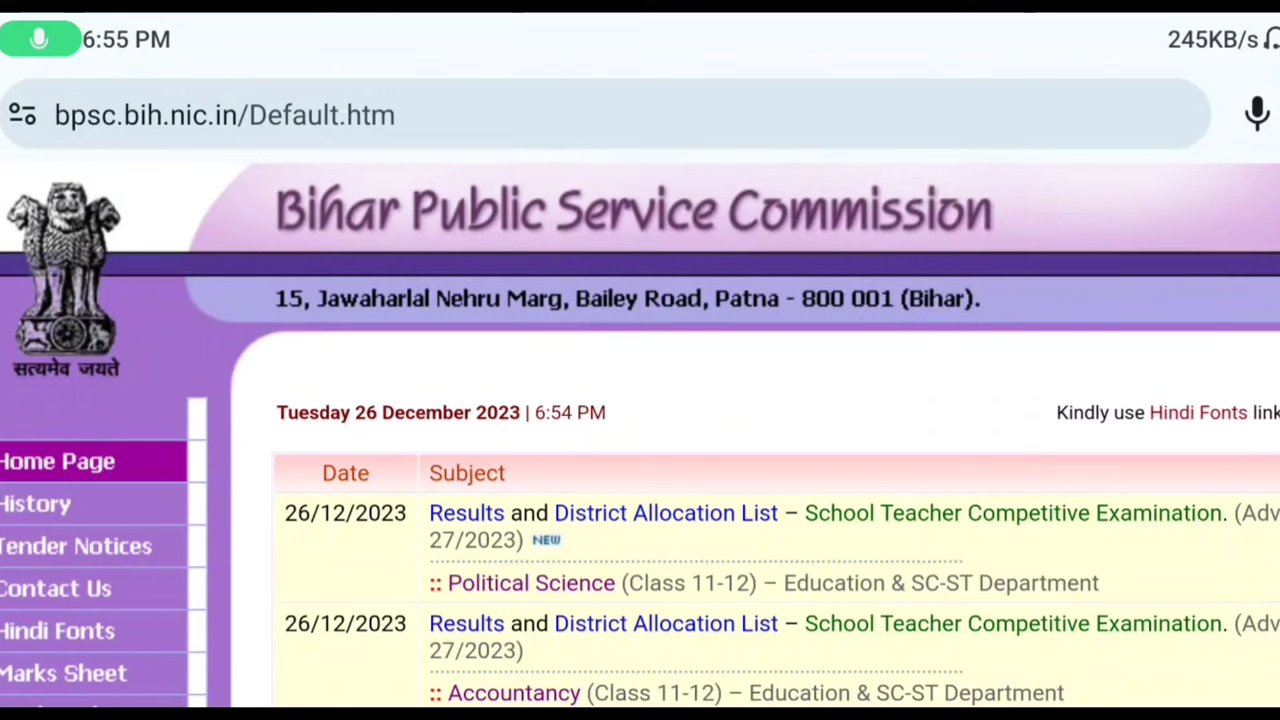 6:55 PM
245KB/s
bpsc.bih.nic.in/Default.htm
Bihar Public Service Commission
15, Jawaharlal Nehru Marg, Bailey Road, Patna - 800 001 (Bihar).
सत्यमेव जयते
Tuesday 26 December 2023 | 6:54 PM
Kindly use Hindi Fonts link
Home Page
History
Tender Notices
Contact Us
Hindi Fonts
Marks Sheet
Date Subject
26/12/2023 Results and District Allocation List – School Teacher Competitive Examination. (Adv
27/2023) NEW
:: Political Science (Class 11-12) – Education & SC-ST Department
26/12/2023 Results and District Allocation List – School Teacher Competitive Examination. (Adv
27/2023)
:: Accountancy (Class 11-12) – Education & SC-ST Department